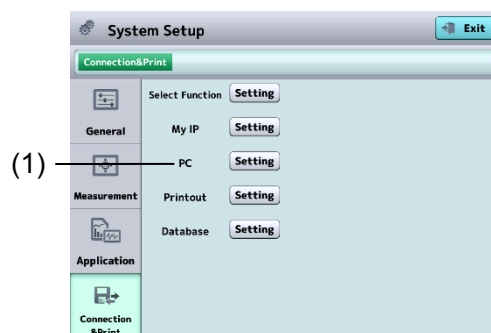 System Setup
Exit
Connection&Print
Select Function Setting
General
My IP Setting
(1)
PC Setting
Measurement
Printout Setting
Database Setting
Application
Connection
&Print